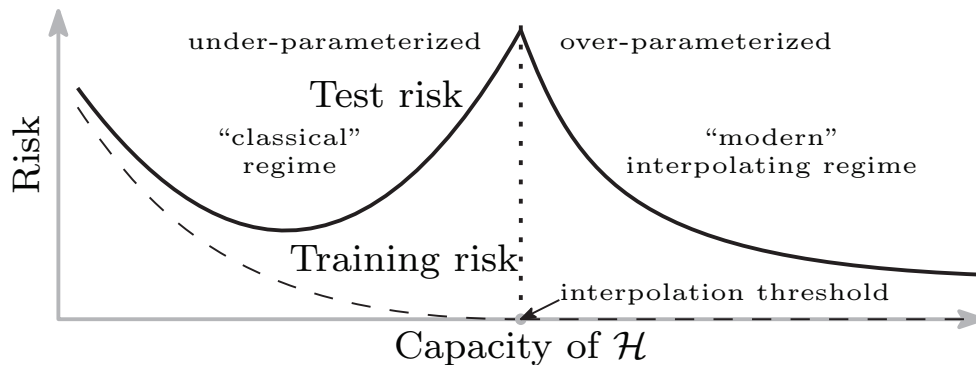 under-parameterized
over-parameterized
Test risk
“classical”
regime
“modern”
interpolating regime
Risk
Training risk
interpolation threshold
Capacity of ℋ